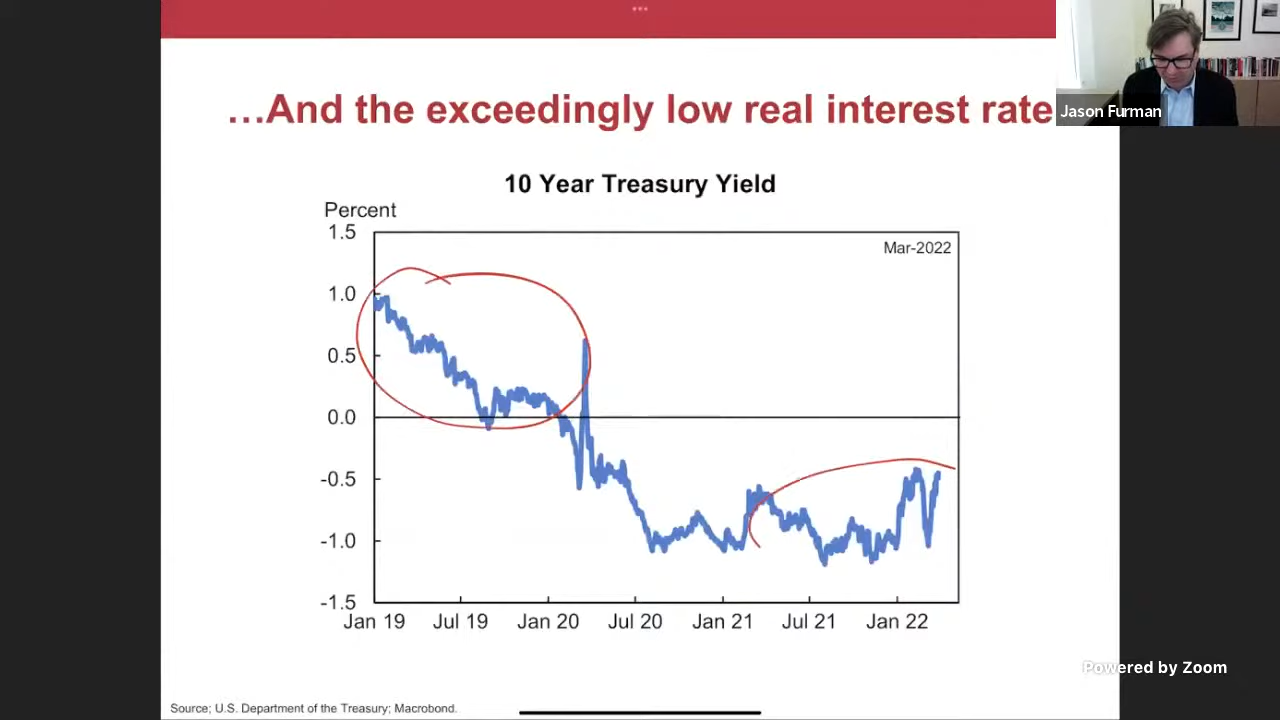 …And the exceedingly low real interest rate
Jason Furman
10 Year Treasury Yield
Percent
Mar-2022
1.5
1.0
0.5
0.0
-0.5
-1.0
-1.5
Jan 19 Jul 19 Jan 20 Jul 20 Jan 21 Jul 21 Jan 22
Powered by Zoom
Source; U.S. Department of the Treasury; Macrobond.